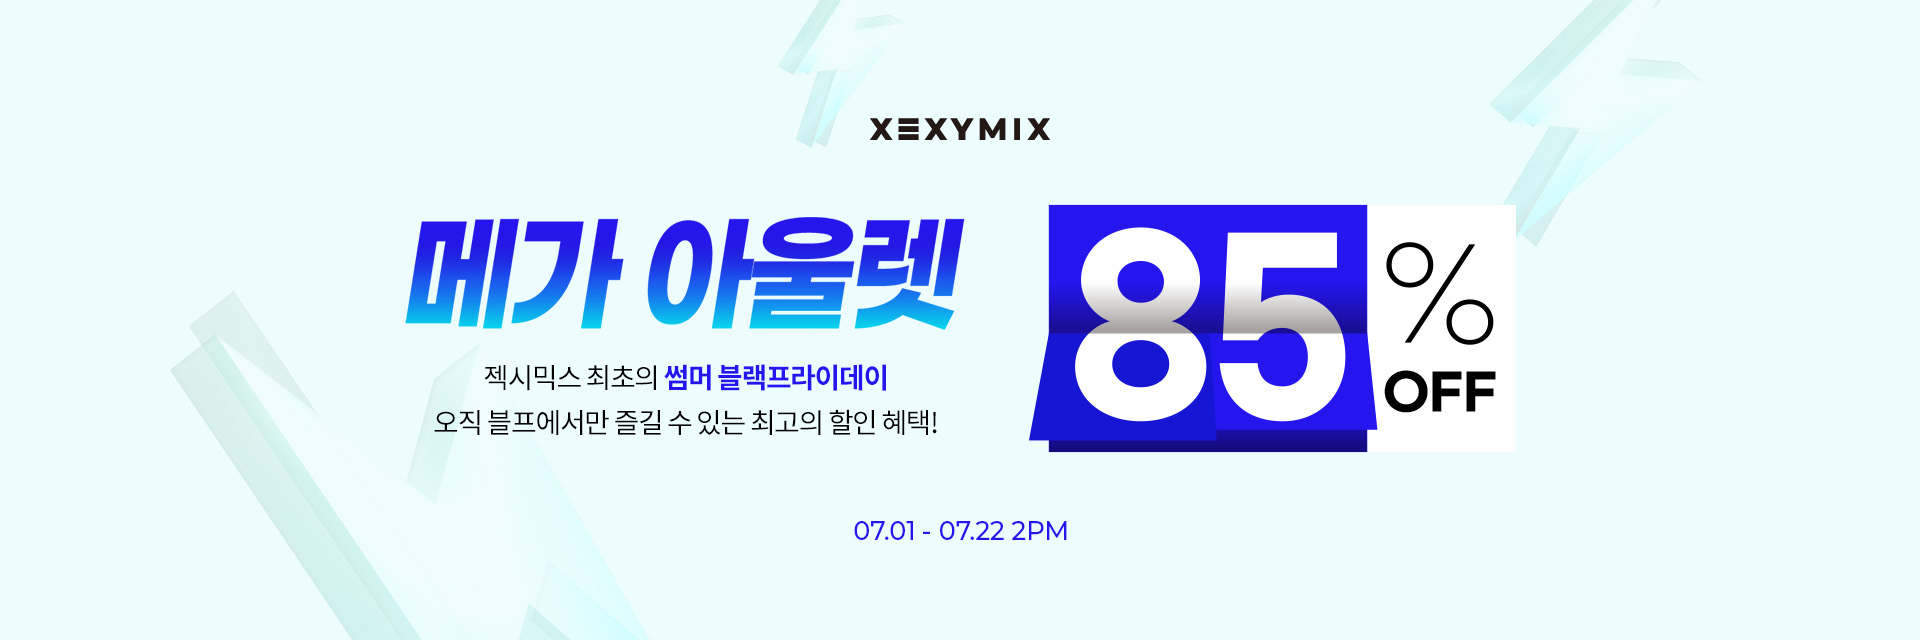 XEXYMIX
메가 아울렛
젝시믹스 최초의 썸머 블랙프라이데이
오직 블프에서만 즐길 수 있는 최고의 할인 혜택!
85%
OFF
07.01 - 07.22 2PM